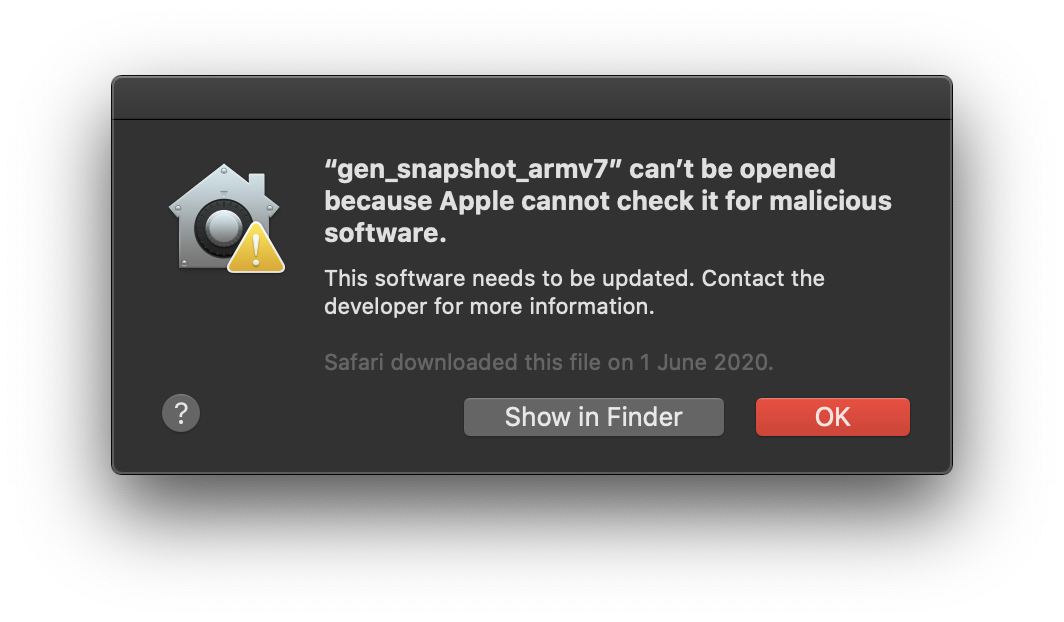 “gen_snapshot_armv7” can’t be opened
because Apple cannot check it for malicious
software.
This software needs to be updated. Contact the
developer for more information.
Safari downloaded this file on 1 June 2020.
?
Show in Finder
OK